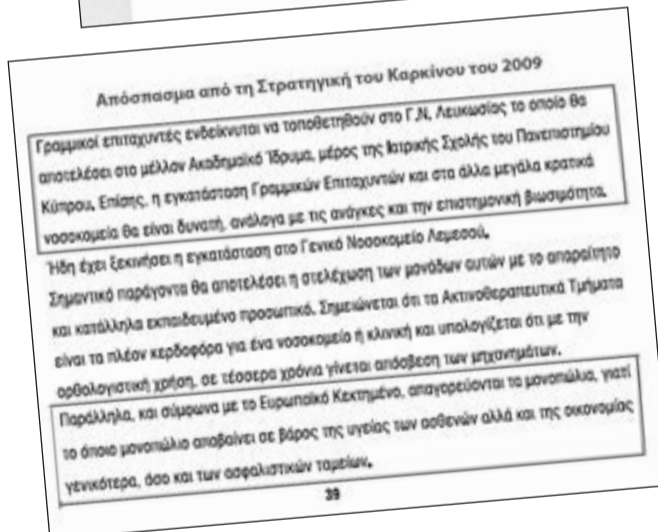 Απόσπασμα από τη Στρατηγική του Καρκίνου του 2009
Γραμμικοί επιταχυντές ενδείκνυται να τοποθετηθούν στο Γ.Ν. Λευκωσίας το οποίο θα
αποτελέσει στο μέλλον Ακαδημαϊκό Ίδρυμα, μέρος της Ιατρικής Σχολής του Πανεπιστημίου
Κύπρου. Επίσης, η εγκατάσταση Γραμμικών Επιταχυντών και στα άλλα μεγάλα κρατικά
νοσοκομεία θα είναι δυνατή, ανάλογα με τις ανάγκες και την επιστημονική βιωσιμότητα.
Ήδη έχει ξεκινήσει η εγκατάσταση στο Γενικό Νοσοκομείο Λεμεσού.
Σημαντικό παράγοντα θα αποτελέσει η στελέχωση των μονάδων αυτών με το απαραίτητο
και κατάλληλα εκπαιδευμένο προσωπικό. Σημειώνεται ότι τα Ακτινοθεραπευτικά Τμήματα
είναι τα πλέον κερδοφόρα για ένα νοσοκομείο ή κλινική και υπολογίζεται ότι με την
ορθολογιστική χρήση, σε τέσσερα χρόνια γίνεται απόσβεση των μηχανημάτων.
Παράλληλα, και σύμφωνα με το Ευρωπαϊκό Κεκτημένο, απαγορεύονται τα μονοπώλια, γιατί
το όποιο μονοπώλιο αποβαίνει σε βάρος της υγείας των ασθενών αλλά και της οικονομίας
γενικότερα, όσο και των ασφαλιστικών ταμείων.
39